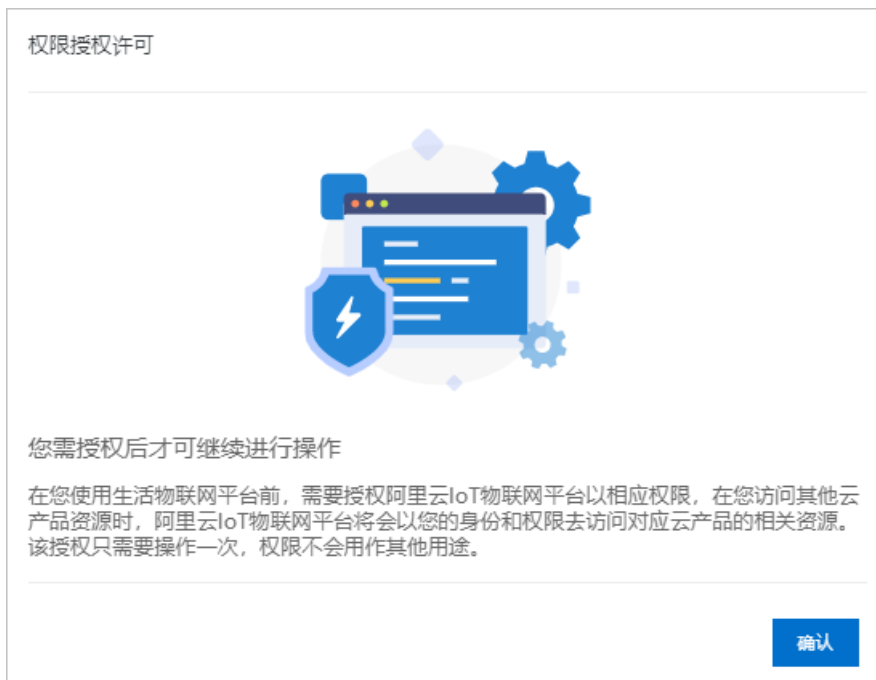 权限授权许可
您需授权后才可继续进行操作
在您使用生活物联网平台前，需要授权阿里云IoT物联网平台以相应权限，在您访问其他云
产品资源时，阿里云IoT物联网平台将会以您的身份和权限去访问对应云产品的相关资源。
该授权只需要操作一次，权限不会用作其他用途。
确认